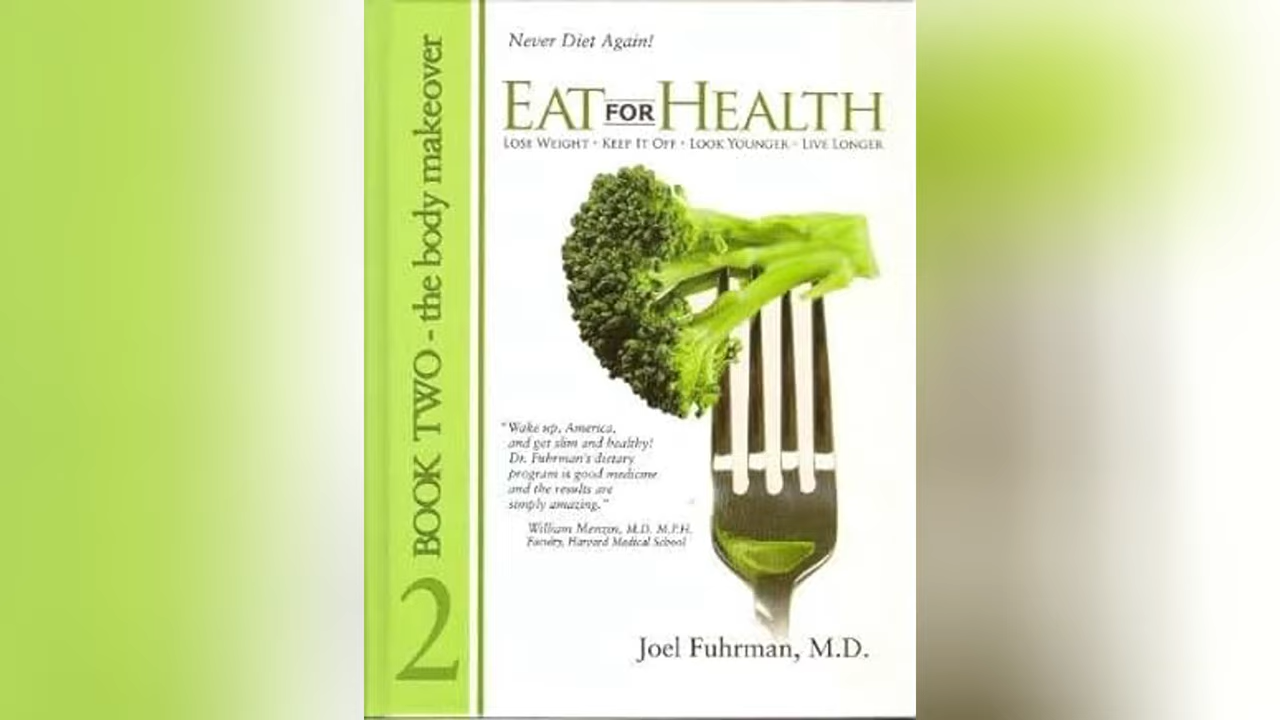 Never Diet Again!
EAT FOR HEALTH
LOSE WEIGHT • KEEP IT OFF • LOOK YOUNGER • LIVE LONGER
2 BOOK TWO - the body makeover
"Wake up, America,
and get slim and healthy!
Dr. Fuhrman's dietary
program is good medicine
and the results are
simply amazing."
William Menzin, M.D. M.P.H.
Faculty, Harvard Medical School
Joel Fuhrman, M.D.